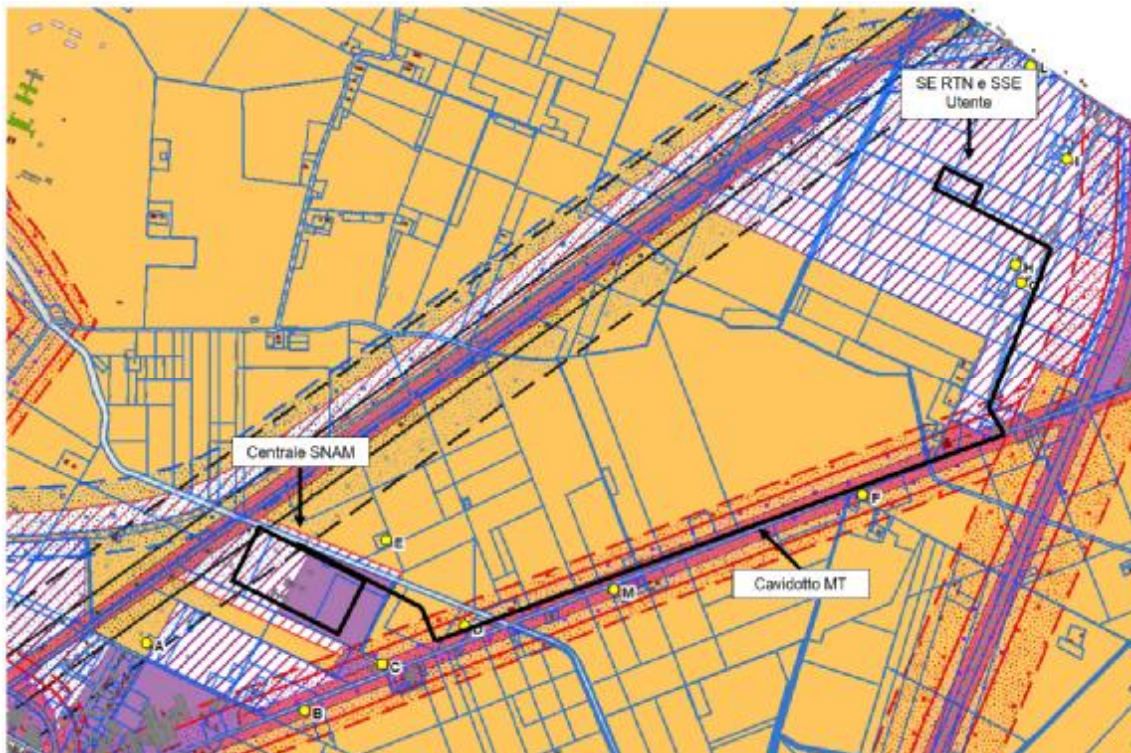 SE RTN e SSE
Utente
L
I
H
G
Centrale SNAM
E
F
M
Cavidotto MT
D
A
C
B